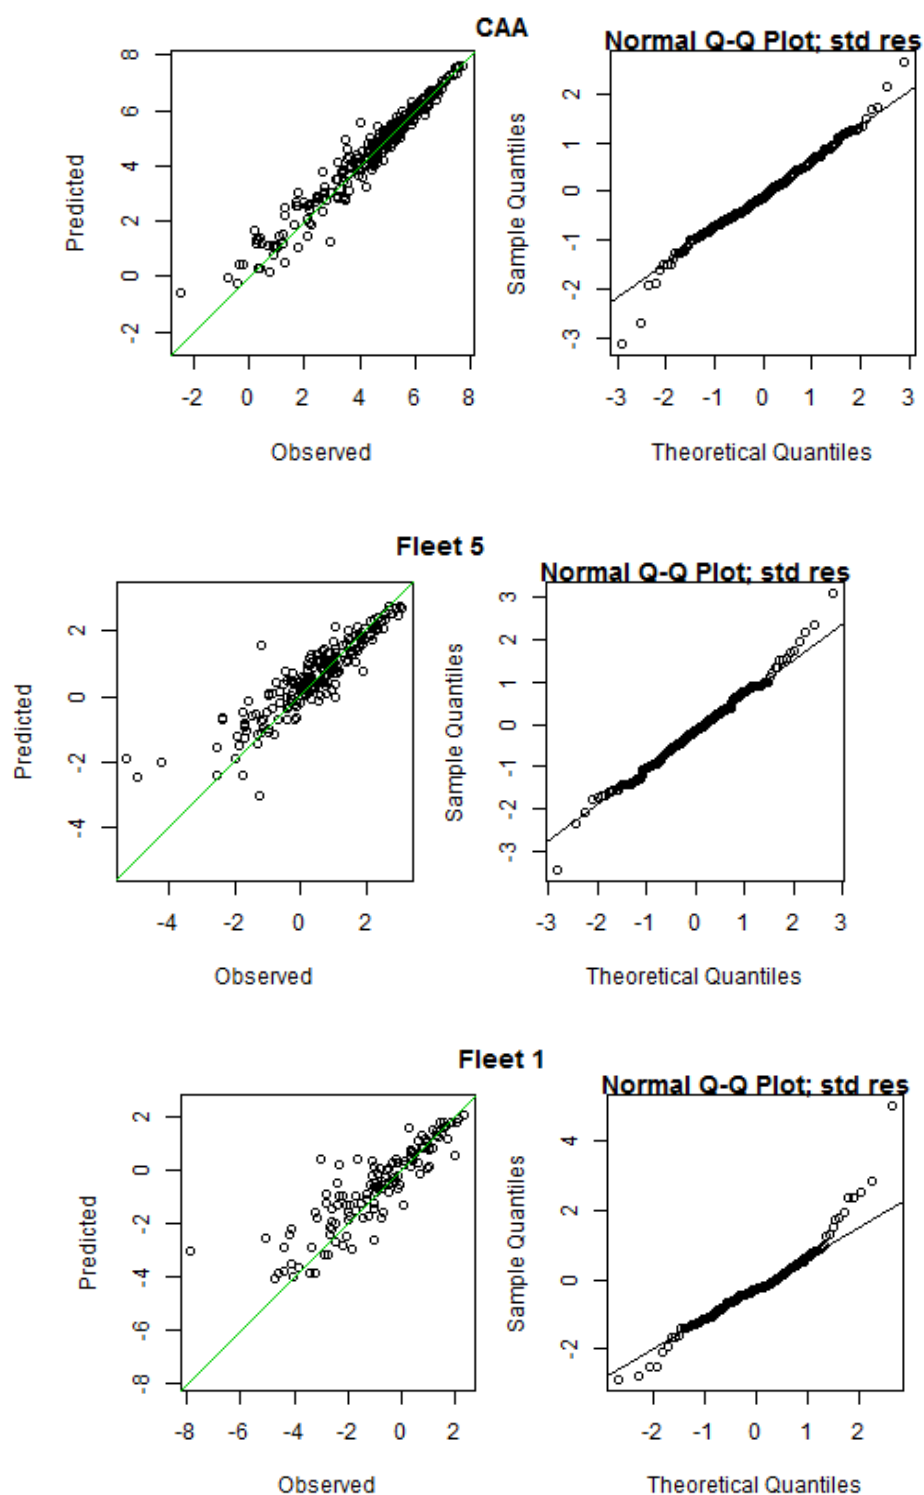 CAA
Normal Q-Q Plot; std res
8
6
4
2
0
-2
Predicted
-2 0 2 4 6 8
Observed
2
1
0
-1
-2
-3
Sample Quantiles
-3 -2 -1 0 1 2 3
Theoretical Quantiles
Fleet 5
Normal Q-Q Plot; std res
2
0
-2
-4
Predicted
-4 -2 0 2
Observed
3
2
1
0
-1
-2
-3
Sample Quantiles
-3 -2 -1 0 1 2 3
Theoretical Quantiles
Fleet 1
Normal Q-Q Plot; std res
2
0
-2
-4
-6
-8
Predicted
-8 -6 -4 -2 0 2
Observed
4
2
0
-2
Sample Quantiles
-2 -1 0 1 2
Theoretical Quantiles